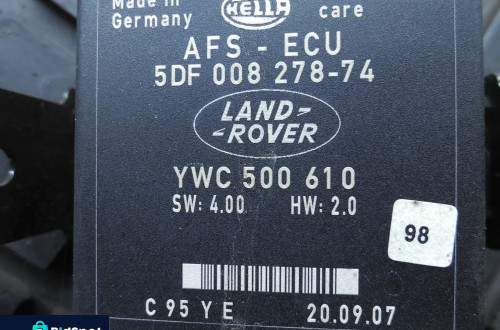 Made in
Germany
HELLA
care
AFS - ECU
5DF 008 278-74
LAND-
-ROVER
YWC 500 610
SW: 4.00 HW: 2.0
98
C 95 Y E 20.09.07
BidSpot